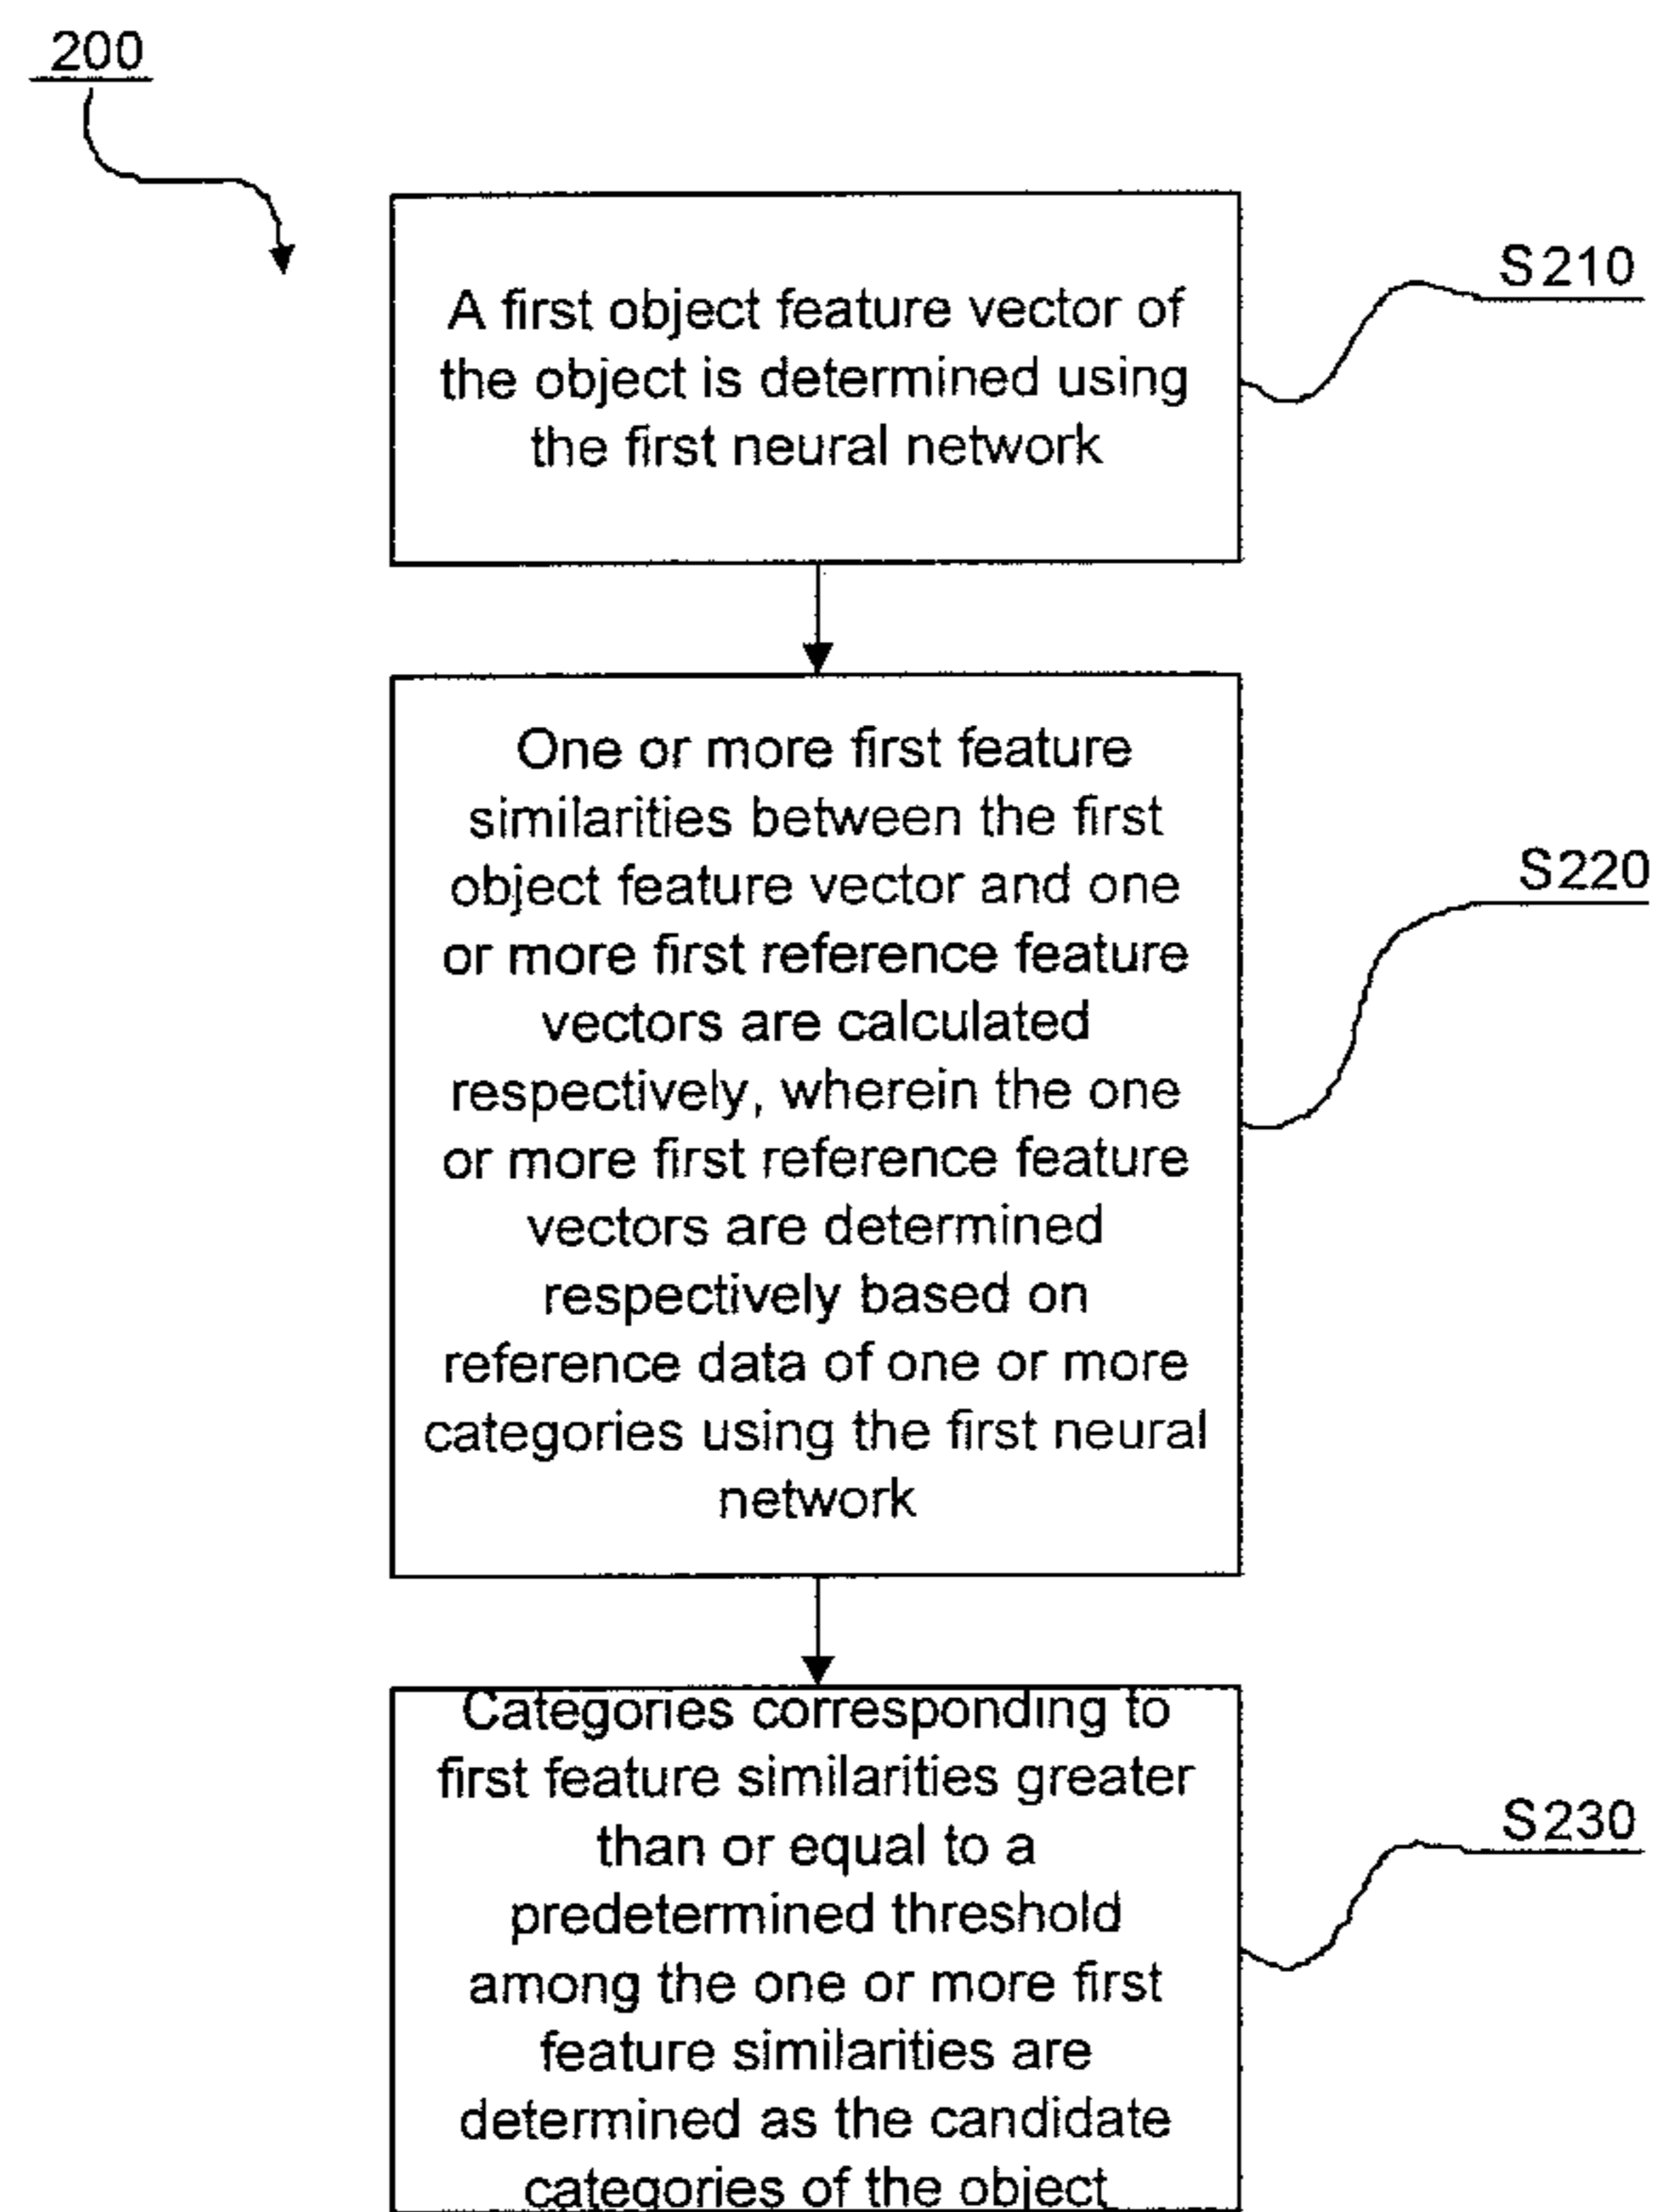 200
A first object feature vector of
the object is determined using
the first neural network
S210
One or more first feature
similarities between the first
object feature vector and one
or more first reference feature
vectors are calculated
respectively, wherein the one
or more first reference feature
vectors are determined
respectively based on
reference data of one or more
categories using the first neural
network
S220
Categories corresponding to
first feature similarities greater
than or equal to a
predetermined threshold
among the one or more first
feature similarities are
determined as the candidate
categories of the object
S230